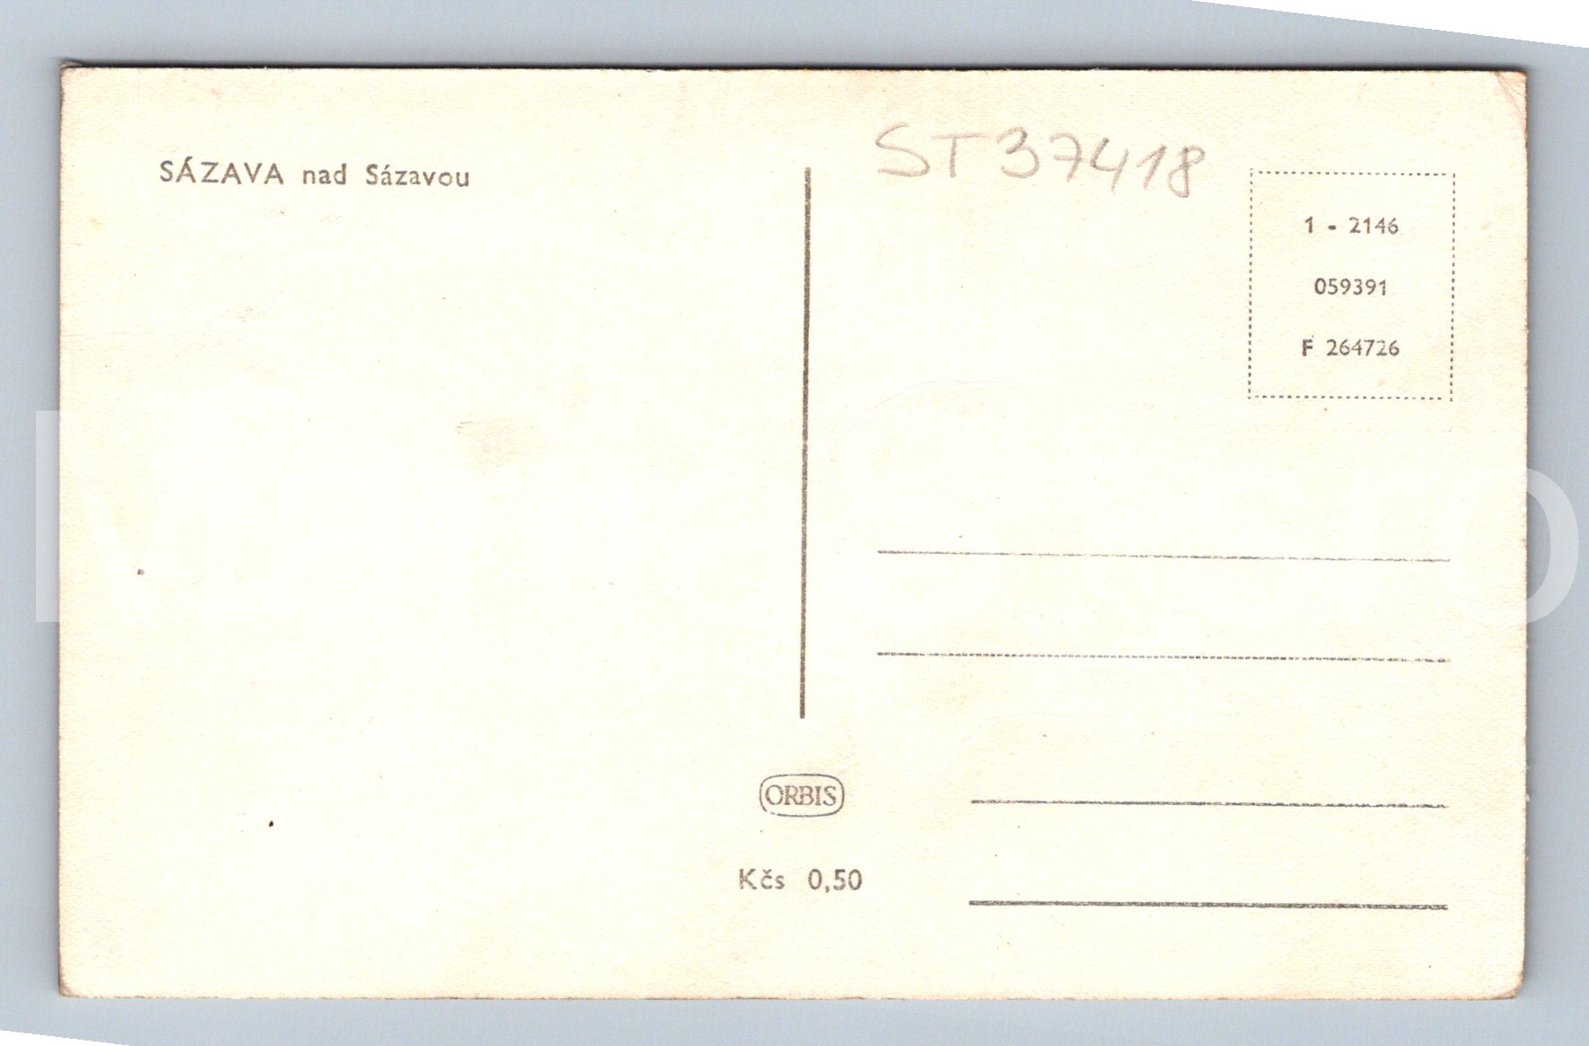 SÁZAVA nad Sázavou
ST37418
1 - 2146
059391
F 264726
ORBIS
Kčs 0,50